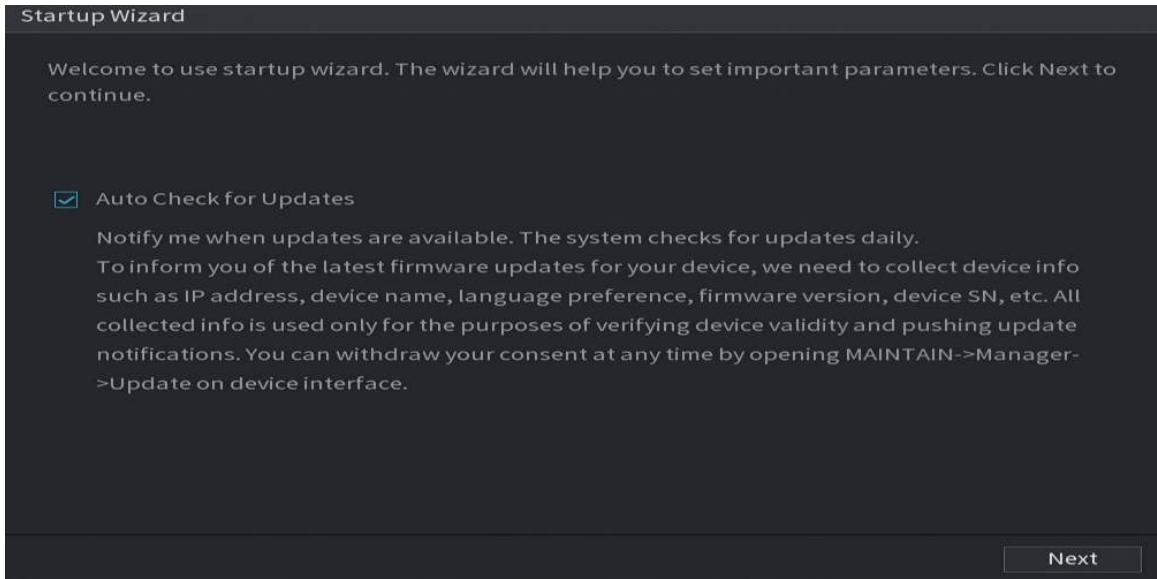 Startup Wizard
Welcome to use startup wizard. The wizard will help you to set important parameters. Click Next to
continue.
Auto Check for Updates
Notify me when updates are available. The system checks for updates daily.
To inform you of the latest firmware updates for your device, we need to collect device info
such as IP address, device name, language preference, firmware version, device SN, etc. All
collected info is used only for the purposes of verifying device validity and pushing update
notifications. You can withdraw your consent at any time by opening MAINTAIN->Manager-
>Update on device interface.
Next